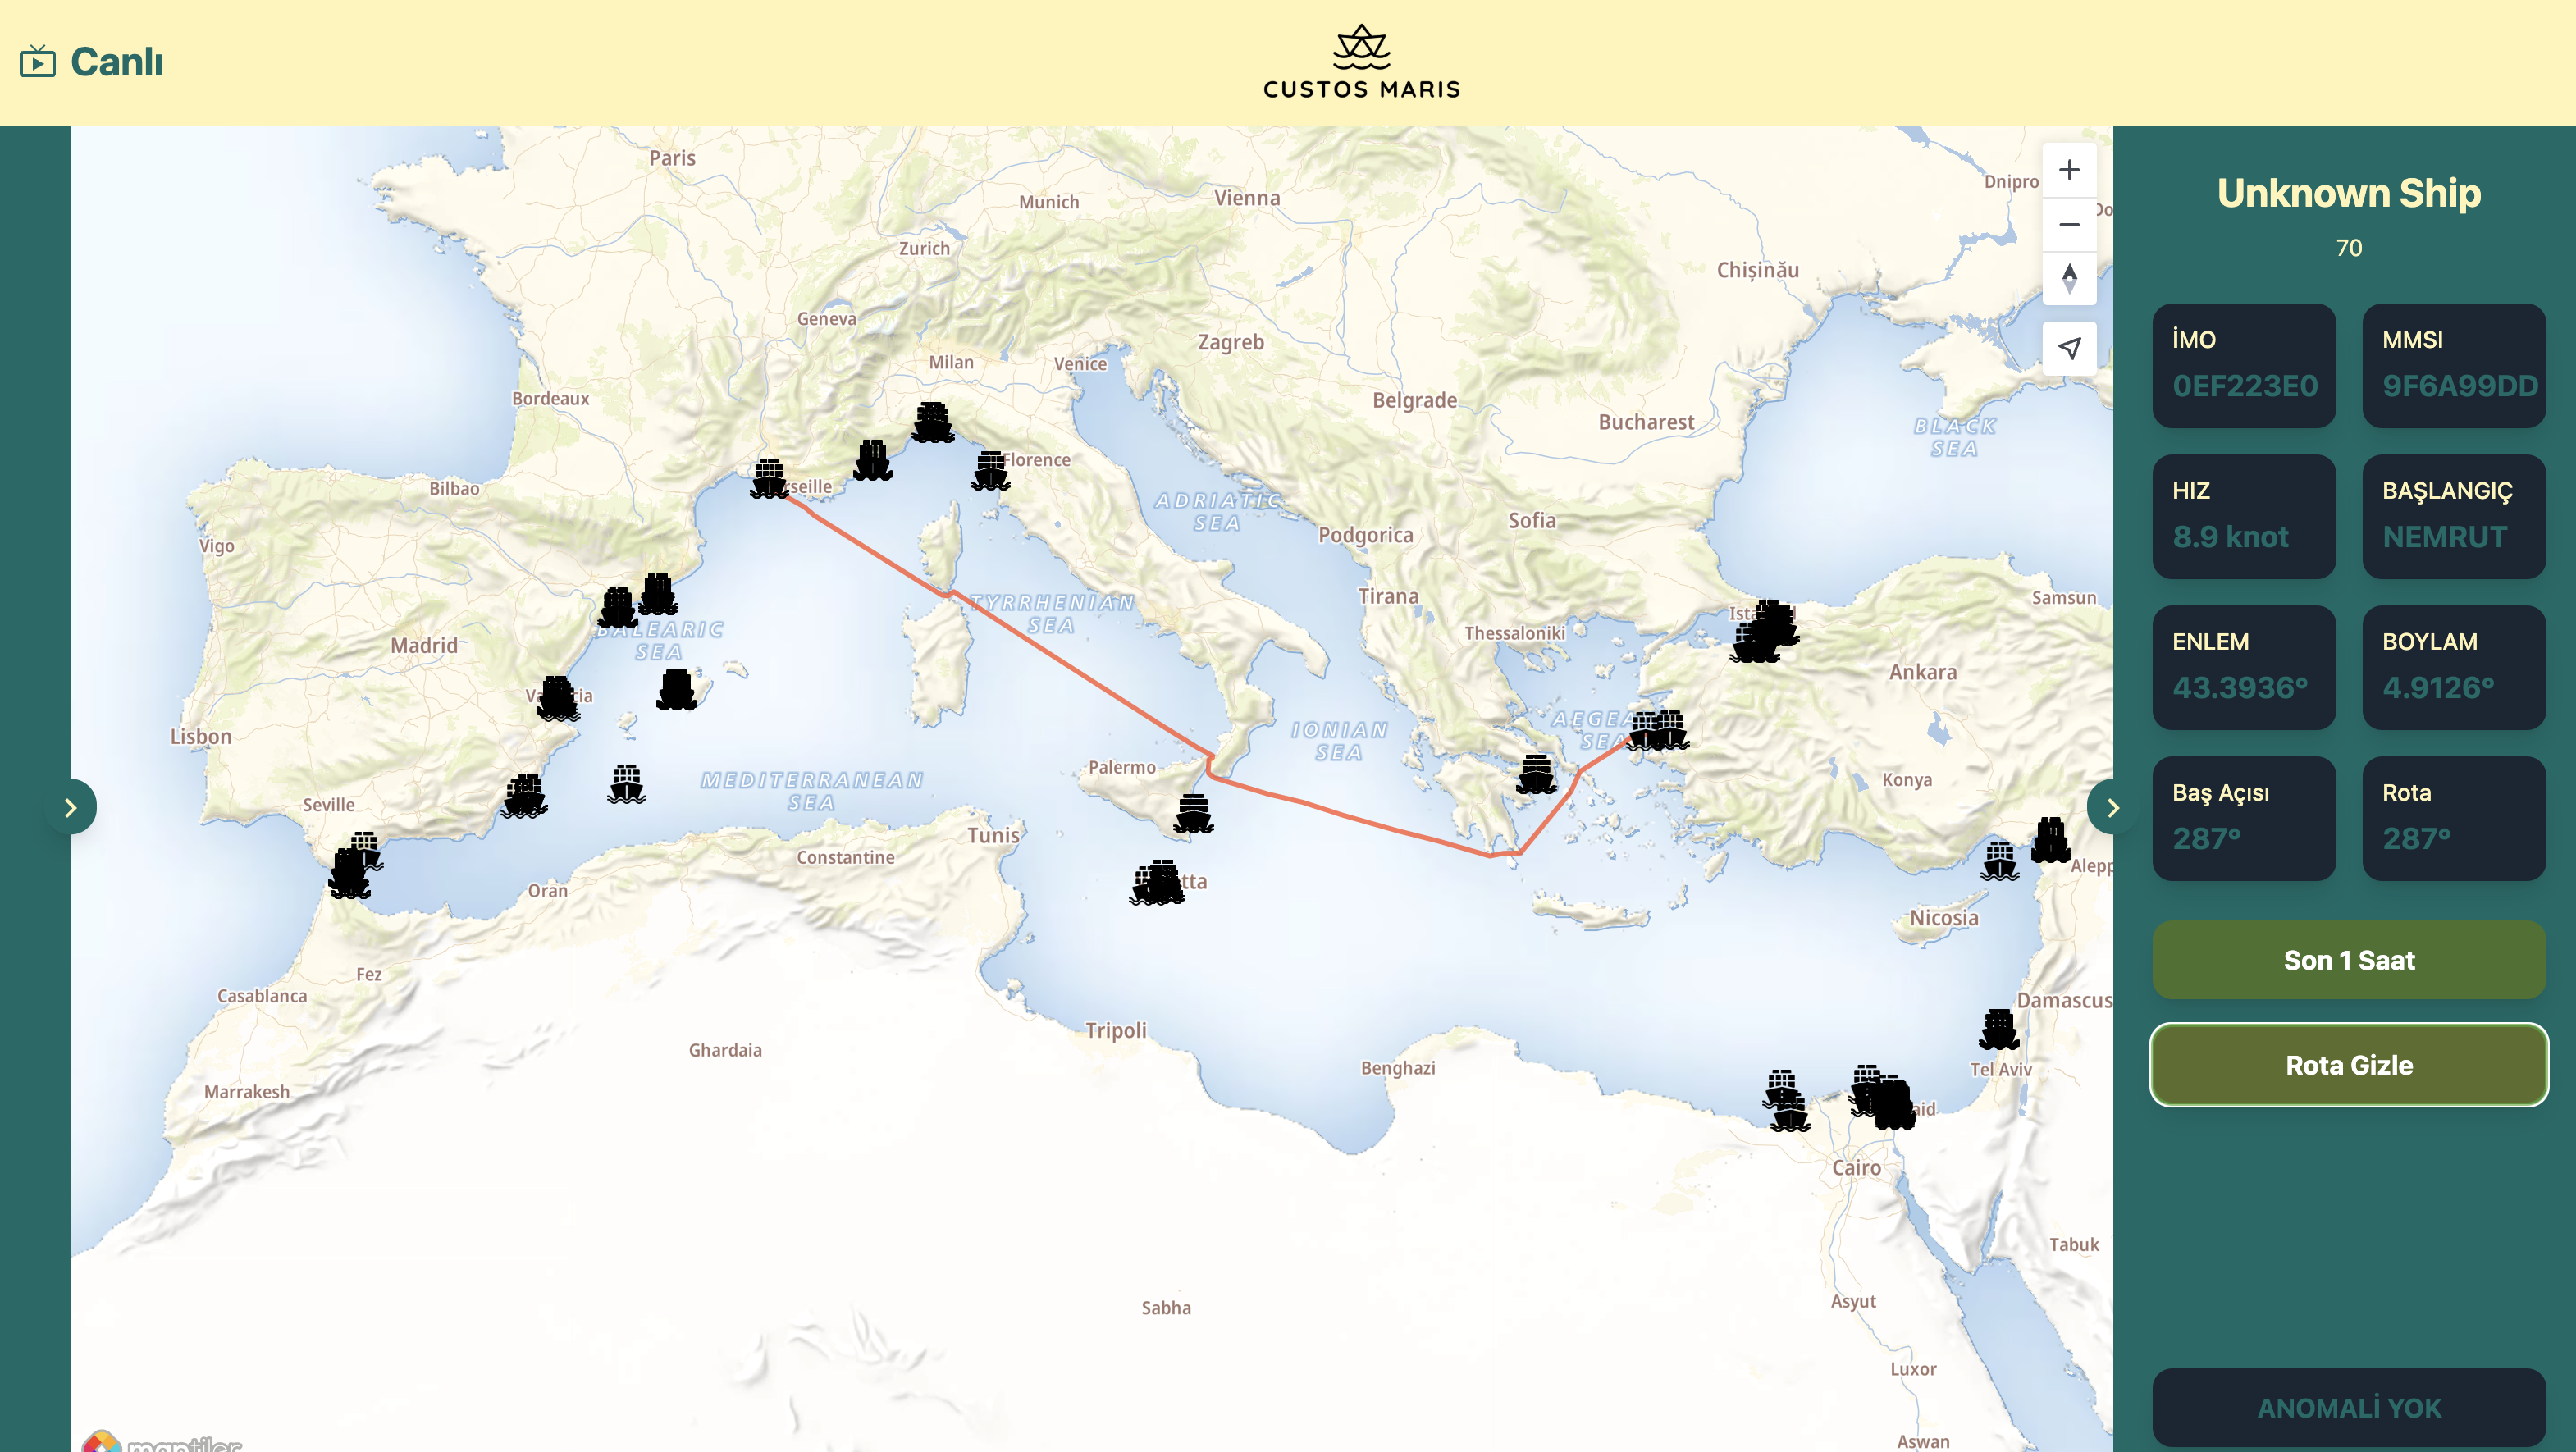 Canlı
CUSTOS MARIS
Paris
Munich
Vienna
Dnipro
Zurich
Chișinău
Geneva
Zagreb
Milan
Venice
Bordeaux
Belgrade
Bucharest
BLACK
SEA
Florence
Bilbao
ADRIATIC
SEA
Sofia
Podgorica
Vigo
Tirana
Samsun
TYRRHENIAN
SEA
Thessaloniki
BALEARIC
SEA
Madrid
Ankara
Lisbon
IONIAN
SEA
SEA
Palermo
MEDITERRANEAN
SEA
Konya
Seville
Tunis
Constantine
Oran
Nicosia
Fez
Casablanca
Damascus
Tripoli
Ghardaia
Benghazi
Tel Aviv
Marrakesh
Cairo
Tabuk
Asyut
Sabha
Luxor
Aswan
maptiler
Unknown Ship
70
İMO
0EF223E0
MMSI
9F6A99DD
HIZ
8.9 knot
BAŞLANGIÇ
NEMRUT
ENLEM
43.3936°
BOYLAM
4.9126°
Baş Açısı
287°
Rota
287°
Son 1 Saat
Rota Gizle
ANOMALİ YOK